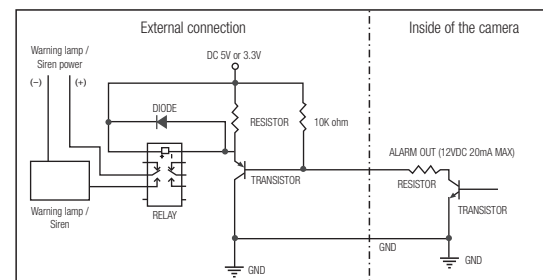 External connection
Inside of the camera
Warning lamp /
Siren power
(−)
(+)
DC 5V or 3.3V
DIODE
RESISTOR
10K ohm
ALARM OUT (12VDC 20mA MAX)
RESISTOR
TRANSISTOR
TRANSISTOR
Warning lamp /
Siren
RELAY
GND
GND
GND